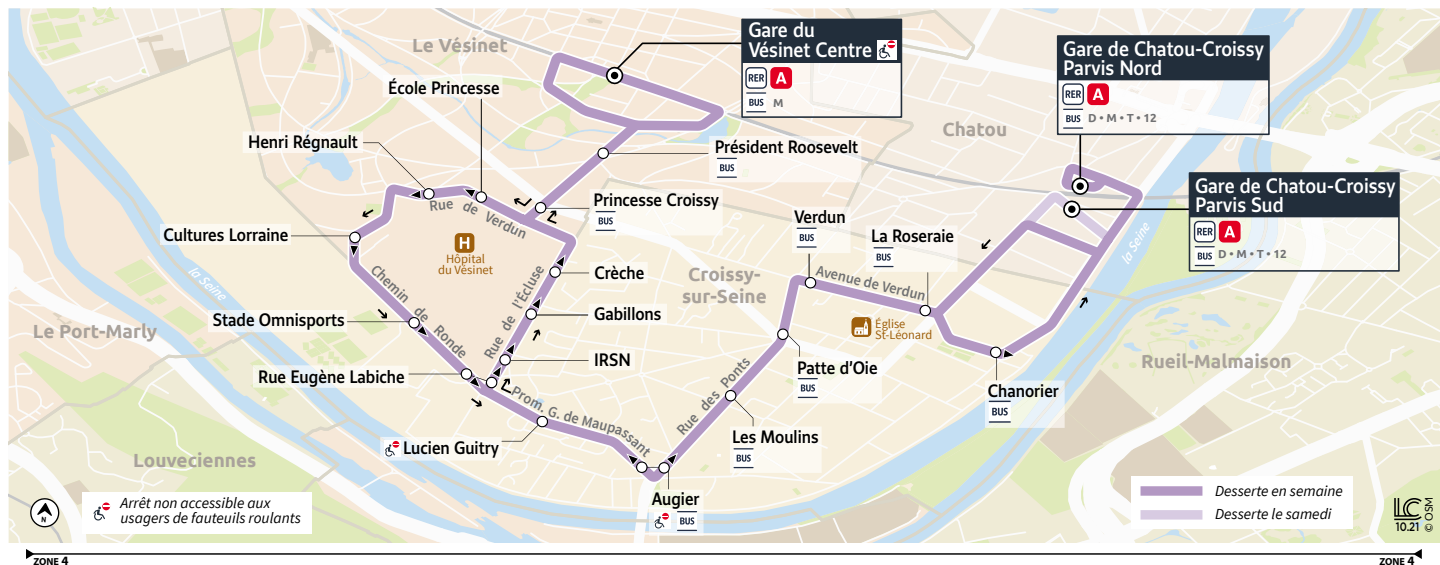 Gare du
Vésinet Centre
RER A
BUS M
Gare de Chatou-Croissy
Parvis Nord
RER A
BUS D • M • T • 12
Gare de Chatou-Croissy
Parvis Sud
RER A
BUS D • M • T • 12
Le Vésinet
École Princesse
Henri Régnault
Président Roosevelt
BUS
Chatou
Princesse Croissy
BUS
Rue de Verdun
Cultures Lorraine
H
Hôpital
du Vésinet
Verdun
BUS
La Roseraie
BUS
la Seine
la Seine
Crèche
Croissy-
sur-Seine
Avenue de Verdun
Chemin de Ronde
Rue de l'Écluse
Gabillons
Stade Omnisports
Le Port-Marly
Église
St-Léonard
IRSN
Rueil-Malmaison
Rue Eugène Labiche
Patte d'Oie
BUS
Chanorier
BUS
Prom. G. de Maupassant
Rue des Ponts
Les Moulins
BUS
Lucien Guitry
Louveciennes
Augier
BUS
N
Arrêt non accessible aux
usagers de fauteuils roulants
Desserte en semaine
Desserte le samedi
LC
10.21
© OSM
ZONE 4
ZONE 4